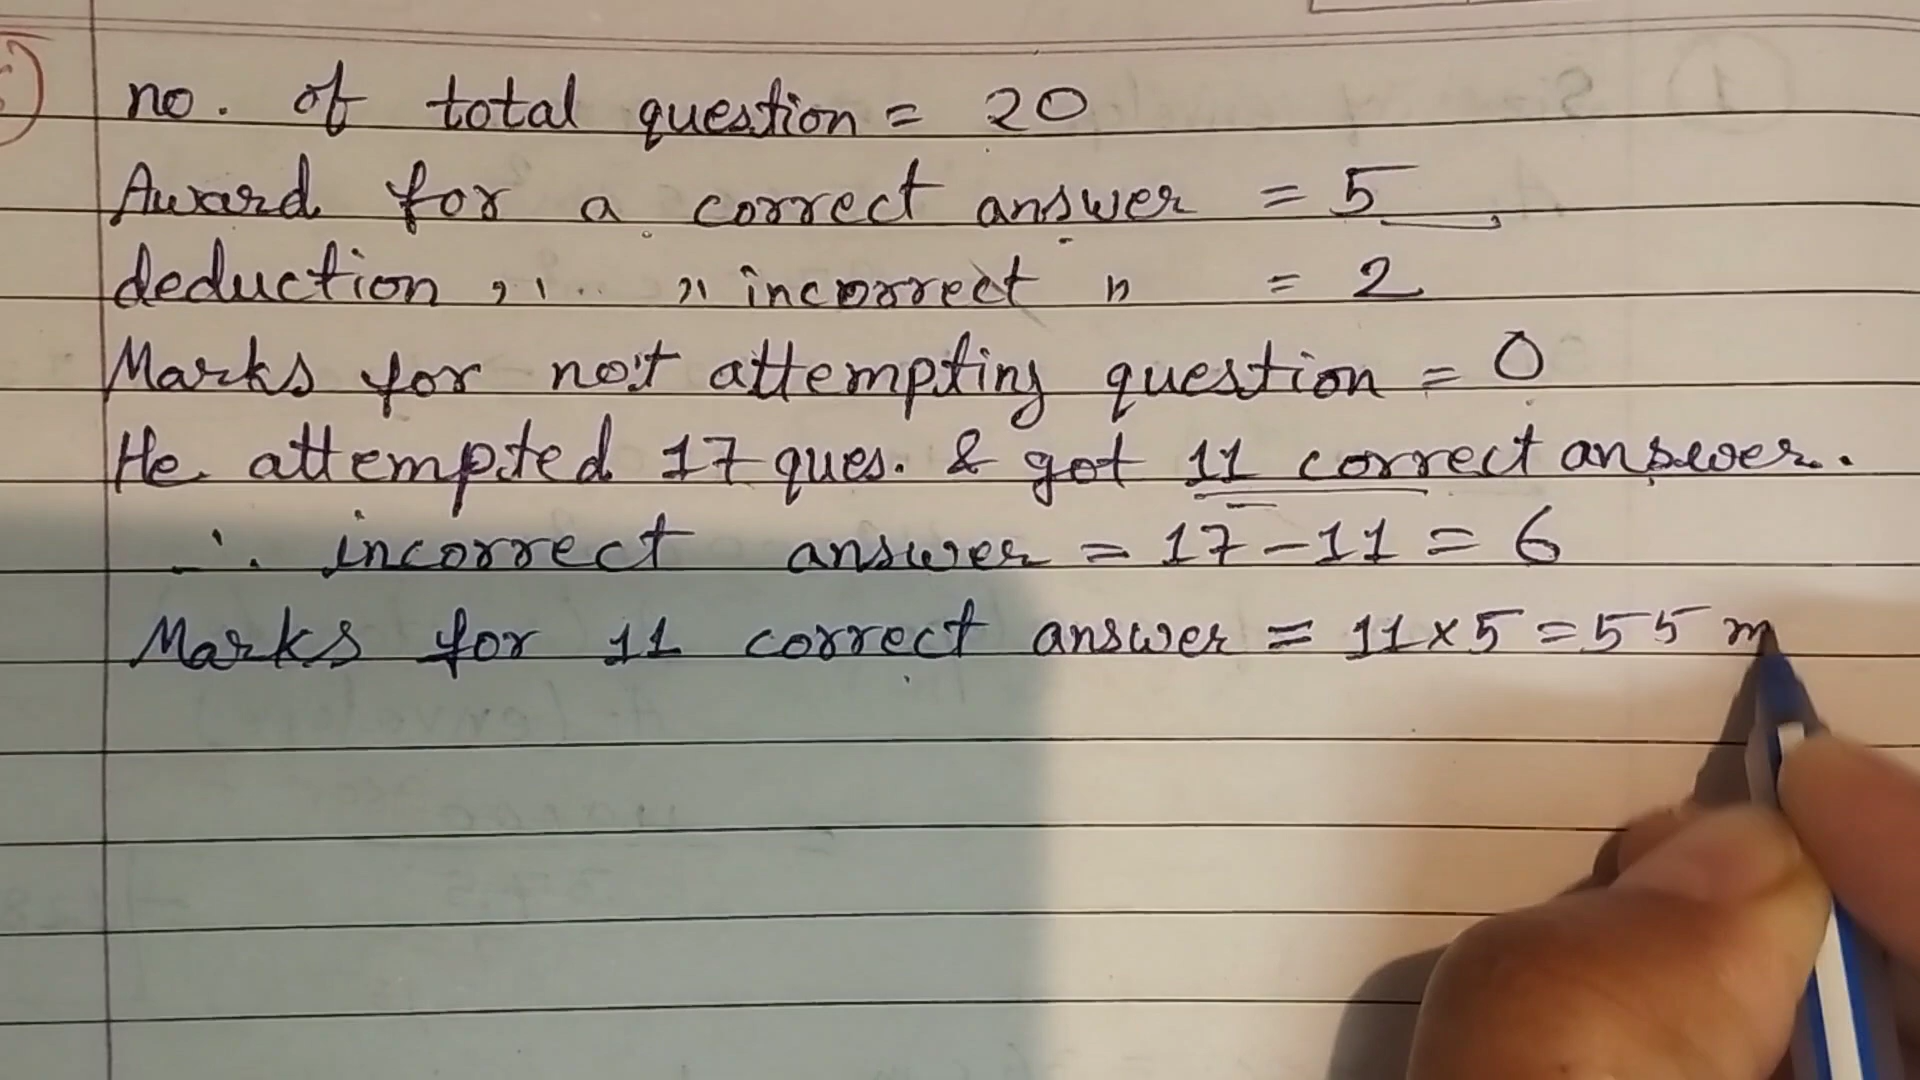 no. of total question = 20
Award for a correct answer = 5
deduction ,, .. ,, incorrect ,, = 2
Marks for not attempting question = 0
He attempted 17 ques. & got 11 correct answer.
∴ incorrect answer = 17 - 11 = 6
Marks for 11 correct answer = 11 × 5 = 55 m